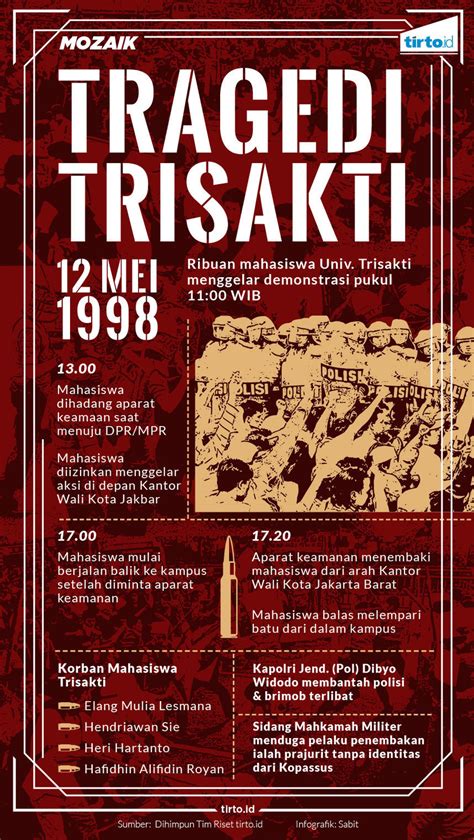 MOZAIK
tirto.id
TRAGEDI
TRISAKTI
12 MEI
1998
Ribuan mahasiswa Univ. Trisakti
menggelar demonstrasi pukul
11:00 WIB
13.00
Mahasiswa
dihadang aparat
keamaan saat
menuju DPR/MPR
Mahasiswa
diizinkan menggelar
aksi di depan Kantor
Wali Kota Jakbar
POLISI
POLISI
POLISI
17.00
Mahasiswa mulai
berjalan balik ke kampus
setelah diminta aparat
keamanan
17.20
Aparat keamanan menembaki
mahasiswa dari arah Kantor
Wali Kota Jakarta Barat
Mahasiswa balas melempari
batu dari dalam kampus
Korban Mahasiswa
Trisakti
Elang Mulia Lesmana
Hendriawan Sie
Heri Hartanto
Hafidhin Alifidin Royan
Kapolri Jend. (Pol) Dibyo
Widodo membantah polisi
& brimob terlibat
Sidang Mahkamah Militer
menduga pelaku penembakan
ialah prajurit tanpa identitas
dari Kopassus
tirto.id
Sumber: Dihimpun Tim Riset tirto.id
Infografik: Sabit